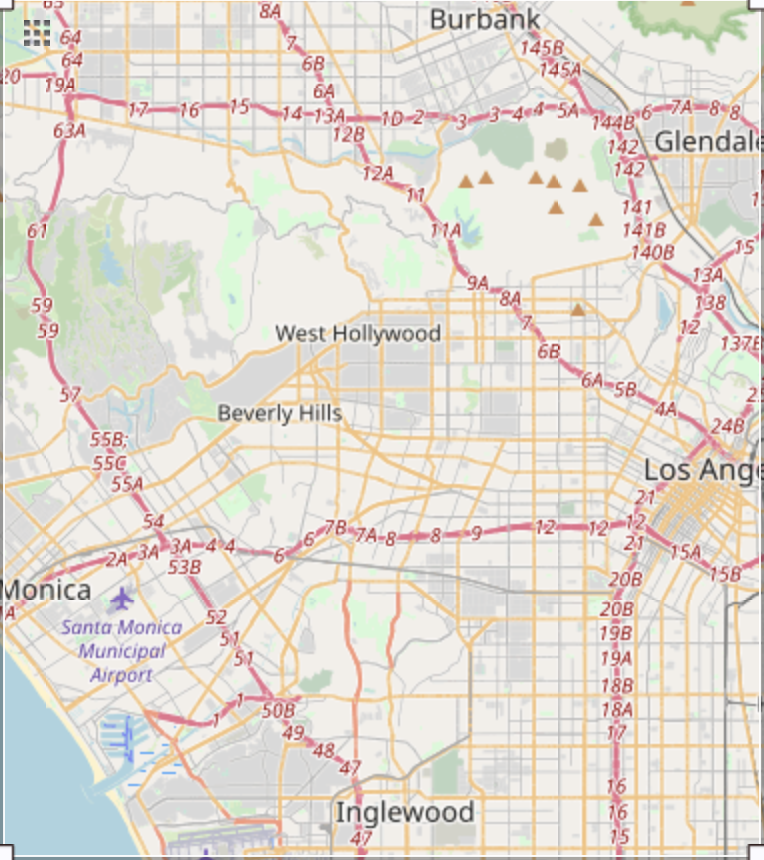 8A
Burbank
64
7
145B
64
6B
145A
20
19A
6A
17
16
15
14
13A
1D
2
3
3
4
4
5A
6
7A
8
8
63A
12B
144B
142
Glendale
12A
142
11
141
61
11A
141B
140B
15
9A
13A
59
8A
138
59
7
12
West Hollywood
137B
6B
57
6A
5B
4A
Beverly Hills
24B
55B;
55C
Los Ange
55A
21
54
6
7B
7A
8
8
9
12
12
12
2A
3A
3A
4
4
6
21
15A
53B
15B
20B
Monica
52
20B
Santa Monica
Municipal
Airport
51
19B
51
19A
18B
1
1
50B
18A
49
17
48
47
16
Inglewood
16
47
15